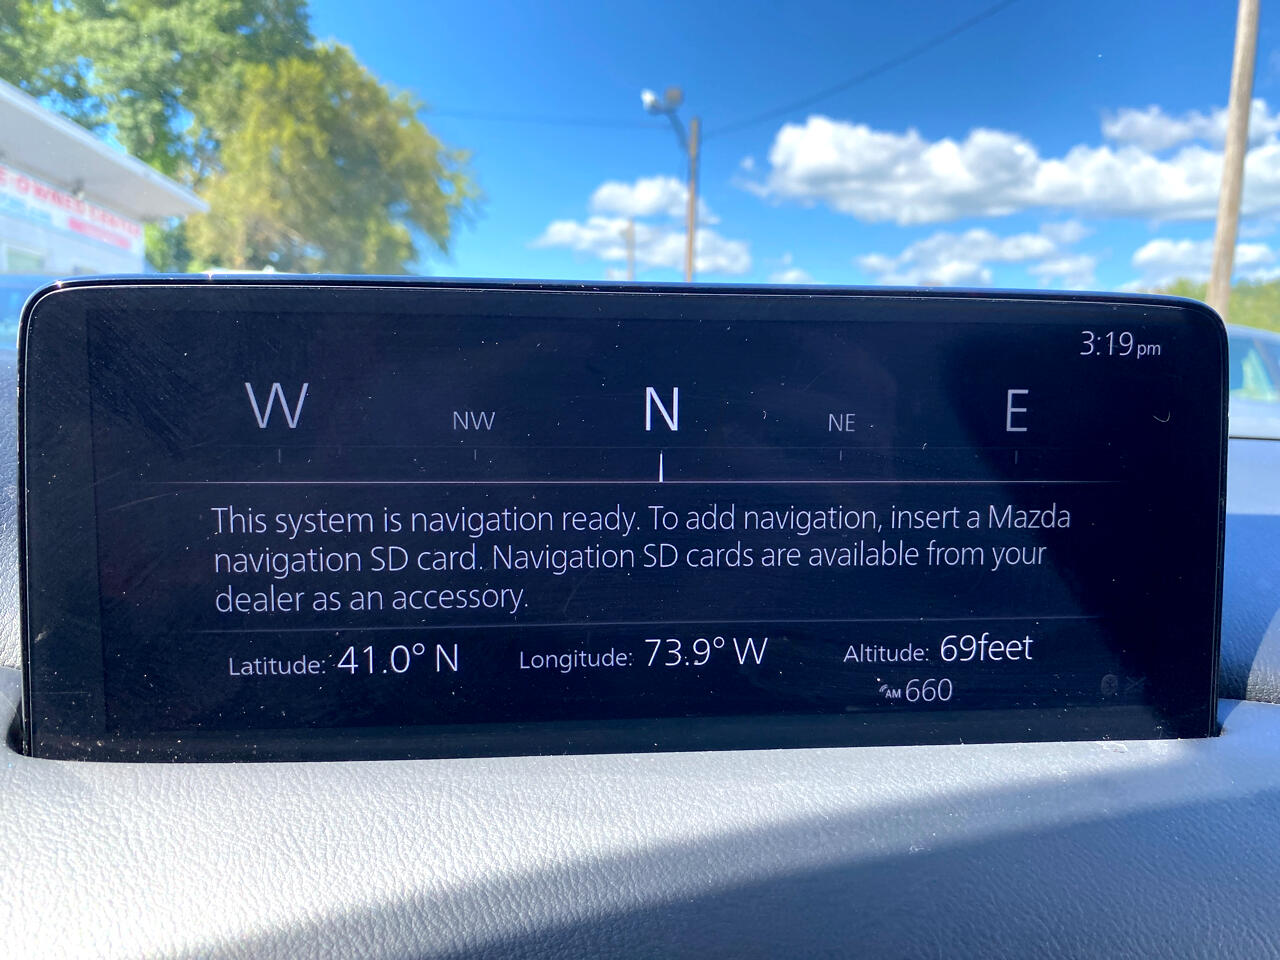 E-OWNED CENTER
3:19 pm
W NW N NE E
This system is navigation ready. To add navigation, insert a Mazda
navigation SD card. Navigation SD cards are available from your
dealer as an accessory.
Latitude: 41.0° N Longitude: 73.9° W Altitude: 69feet
AM 660